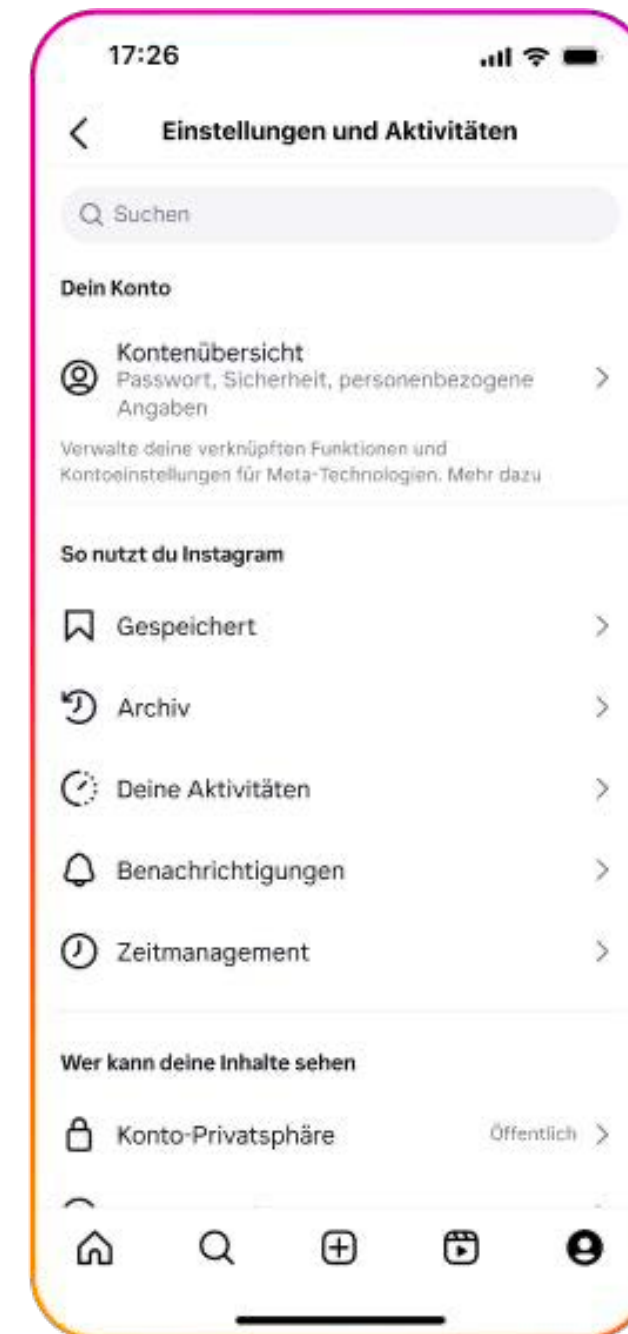 17:26
Einstellungen und Aktivitäten
Suchen
Dein Konto
Kontenübersicht
Passwort, Sicherheit, personenbezogene
Angaben
Verwalte deine verknüpften Funktionen und
Kontoeinstellungen für Meta-Technologien. Mehr dazu
So nutzt du Instagram
Gespeichert
Archiv
Deine Aktivitäten
Benachrichtigungen
Zeitmanagement
Wer kann deine Inhalte sehen
Konto-Privatsphäre Öffentlich